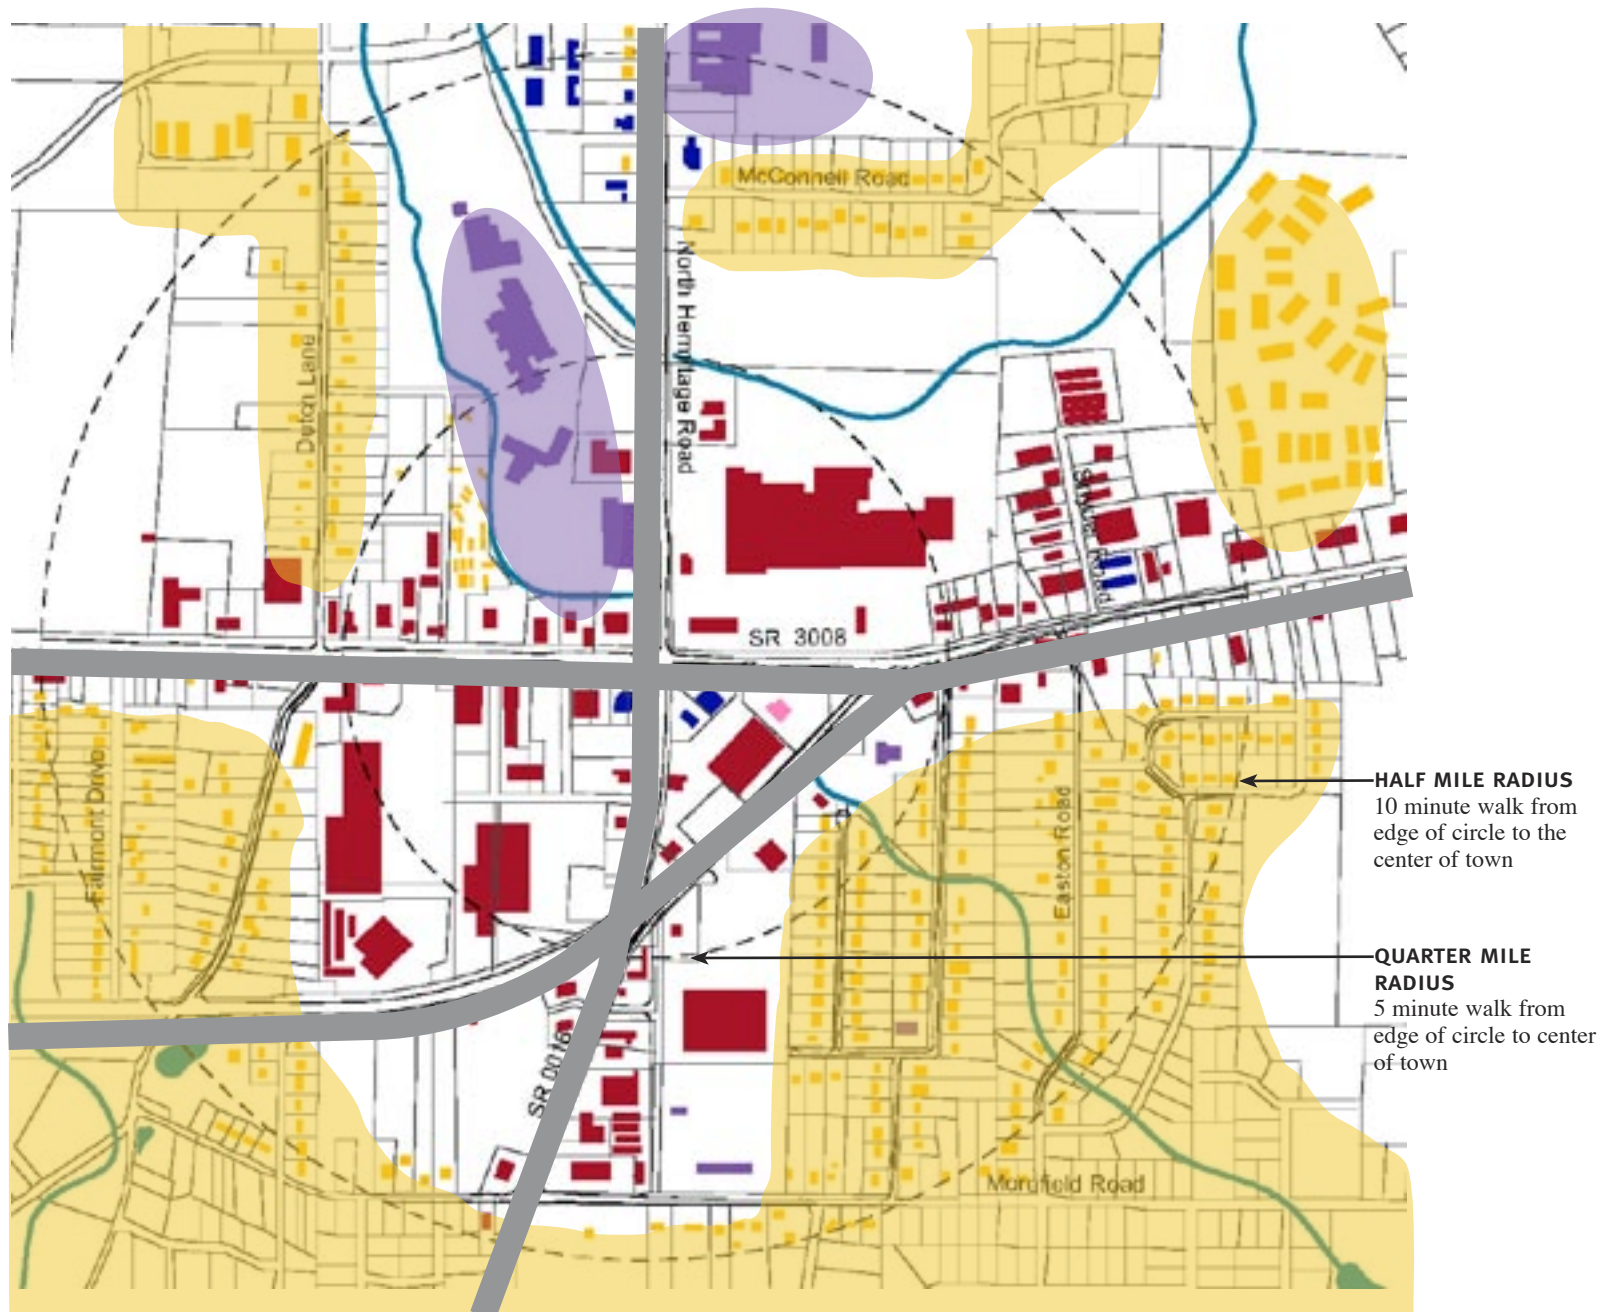 McConnell Road
North Hermitage Road
Dutch Lane
SR 3008
Fairmont Drive
Easton Road
HALF MILE RADIUS
10 minute walk from
edge of circle to the
center of town
QUARTER MILE
RADIUS
5 minute walk from
edge of circle to center
of town
SR 0018
Morefield Road